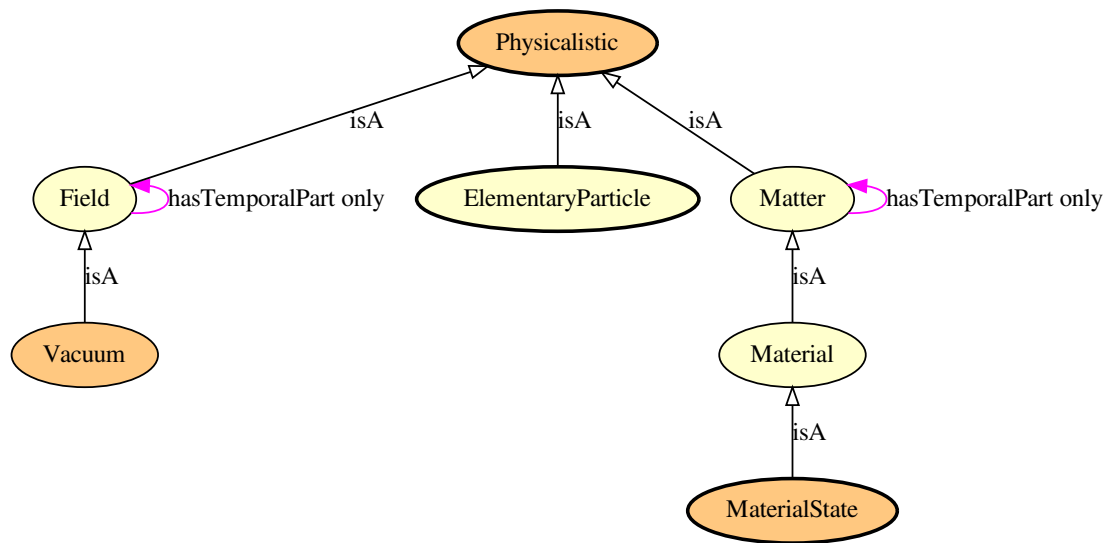 Physicalistic
isA
isA
isA
Field
hasTemporalPart only
ElementaryParticle
Matter
hasTemporalPart only
isA
isA
Vacuum
Material
isA
MaterialState